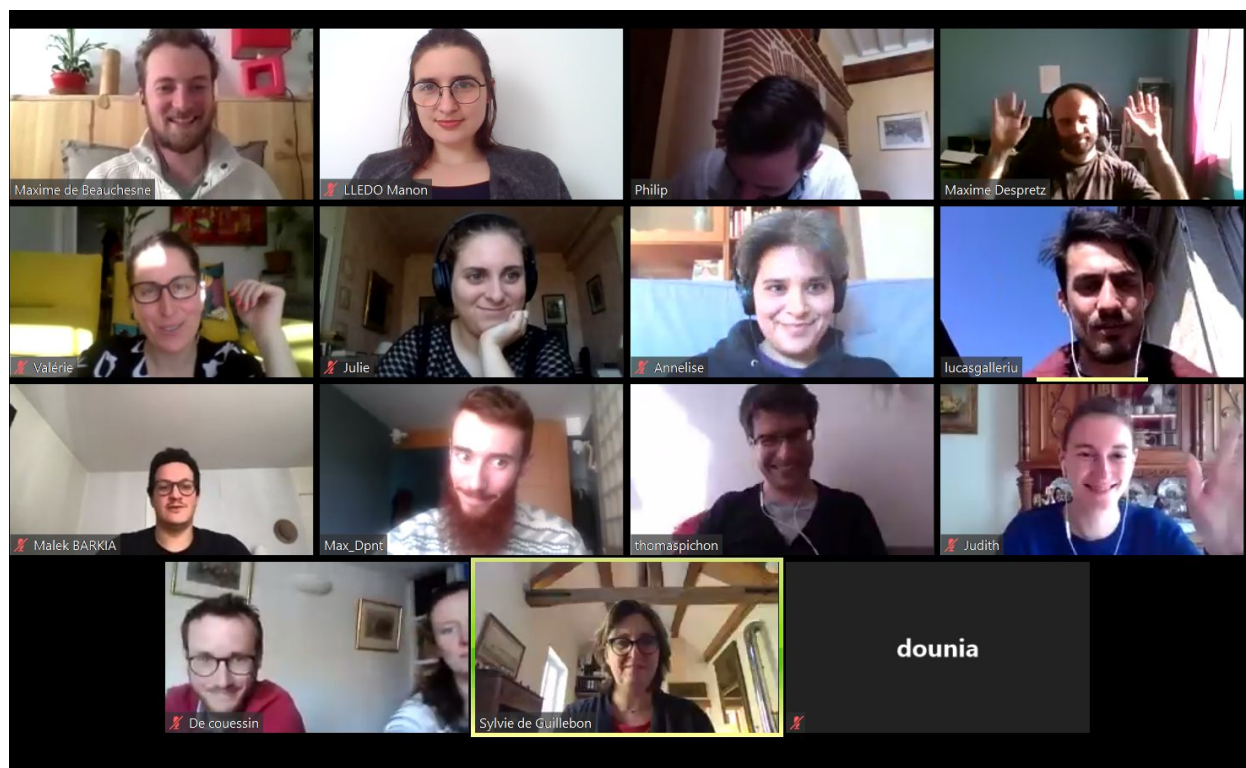 Maxime de Beauchesne
LLEDO Manon
Philip
Maxime Despretz
Valérie
Julie
Annelise
lucasgalleriu
Malek BARKIA
Max_Dpnt
thomaspichon
Judith
De couessin
Sylvie de Guillebon
dounia